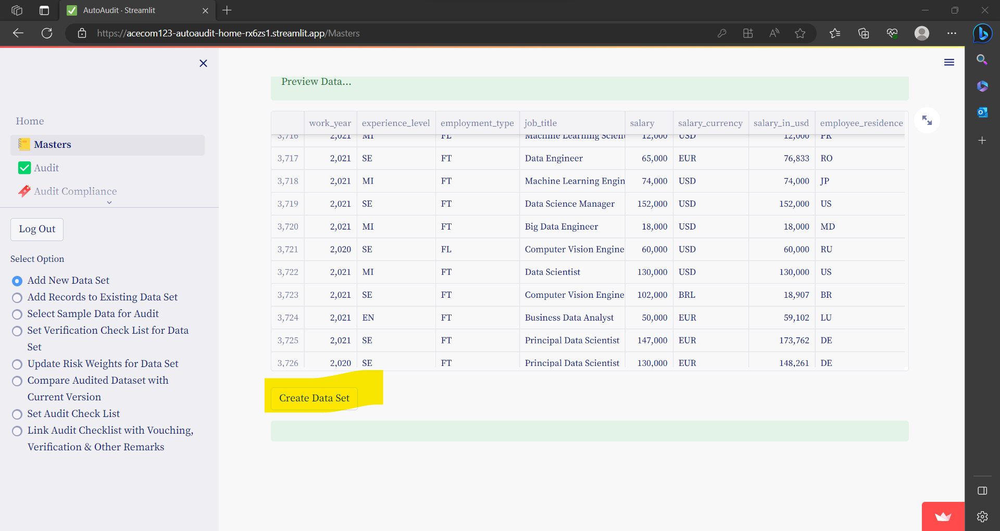 AutoAudit · Streamlit
https://acecom123-autoaudit-home-rx6zs1.streamlit.app/Masters
Home
Masters
Audit
Audit Compliance
Log Out
Select Option
Add New Data Set
Add Records to Existing Data Set
Select Sample Data for Audit
Set Verification Check List for Data
Set
Update Risk Weights for Data Set
Compare Audited Dataset with
Current Version
Set Audit Check List
Link Audit Checklist with Vouching,
Verification & Other Remarks
Preview Data...
work_year experience_level employment_type job_title salary salary_currency salary_in_usd employee_residence
3,716 2,021 MI FL Machine Learning Scient 12,000 USD 12,000 PK
3,717 2,021 SE FT Data Engineer 65,000 EUR 76,833 RO
3,718 2,021 MI FT Machine Learning Engin 74,000 USD 74,000 JP
3,719 2,021 SE FT Data Science Manager 152,000 USD 152,000 US
3,720 2,021 MI FT Big Data Engineer 18,000 USD 18,000 MD
3,721 2,020 SE FL Computer Vision Engine 60,000 USD 60,000 RU
3,722 2,021 MI FT Data Scientist 130,000 USD 130,000 US
3,723 2,021 SE FT Computer Vision Engine 102,000 BRL 18,907 BR
3,724 2,021 EN FT Business Data Analyst 50,000 EUR 59,102 LU
3,725 2,021 SE FT Principal Data Scientist 147,000 EUR 173,762 DE
3,726 2,020 SE FT Principal Data Scientist 130,000 EUR 148,261 DE
Create Data Set